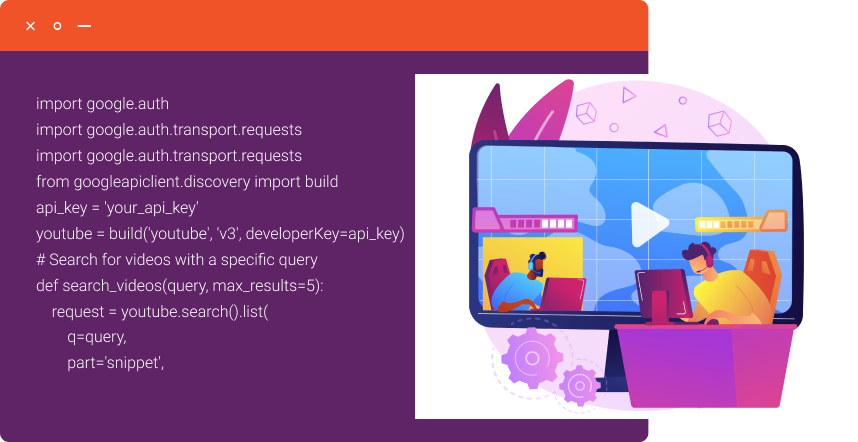 import google.auth
import google.auth.transport.requests
import google.auth.transport.requests
from googleapiclient.discovery import build
api_key = 'your_api_key'
youtube = build('youtube', 'v3', developerKey=api_key)
# Search for videos with a specific query
def search_videos(query, max_results=5):
    request = youtube.search().list(
        q=query,
        part='snippet',